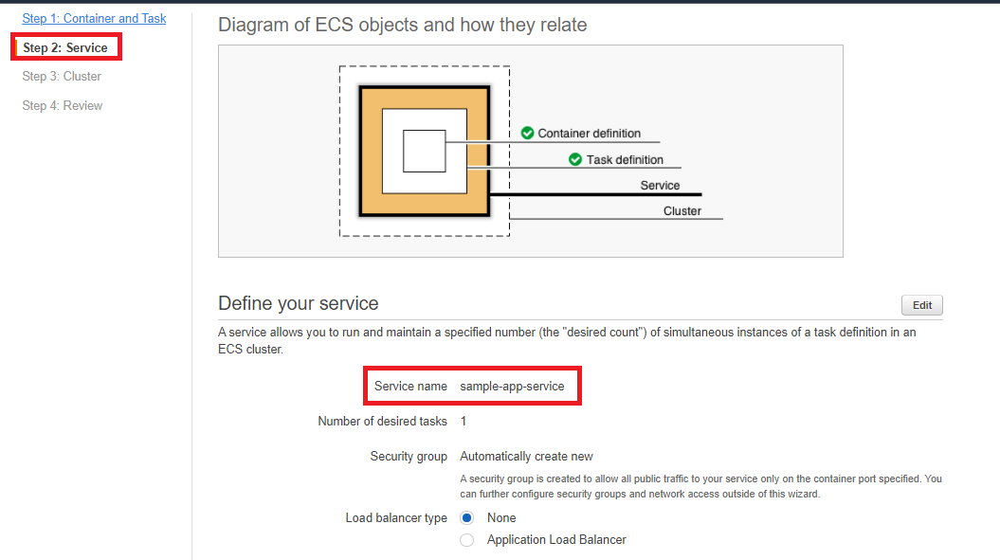 Step 1: Container and Task
Step 2: Service
Step 3: Cluster
Step 4: Review
Diagram of ECS objects and how they relate
Container definition
Task definition
Service
Cluster
Define your service
Edit
A service allows you to run and maintain a specified number (the "desired count") of simultaneous instances of a task definition in an
ECS cluster.
Service name sample-app-service
Number of desired tasks 1
Security group Automatically create new
A security group is created to allow all public traffic to your service only on the container port specified. You
can further configure security groups and network access outside of this wizard.
Load balancer type None
Application Load Balancer